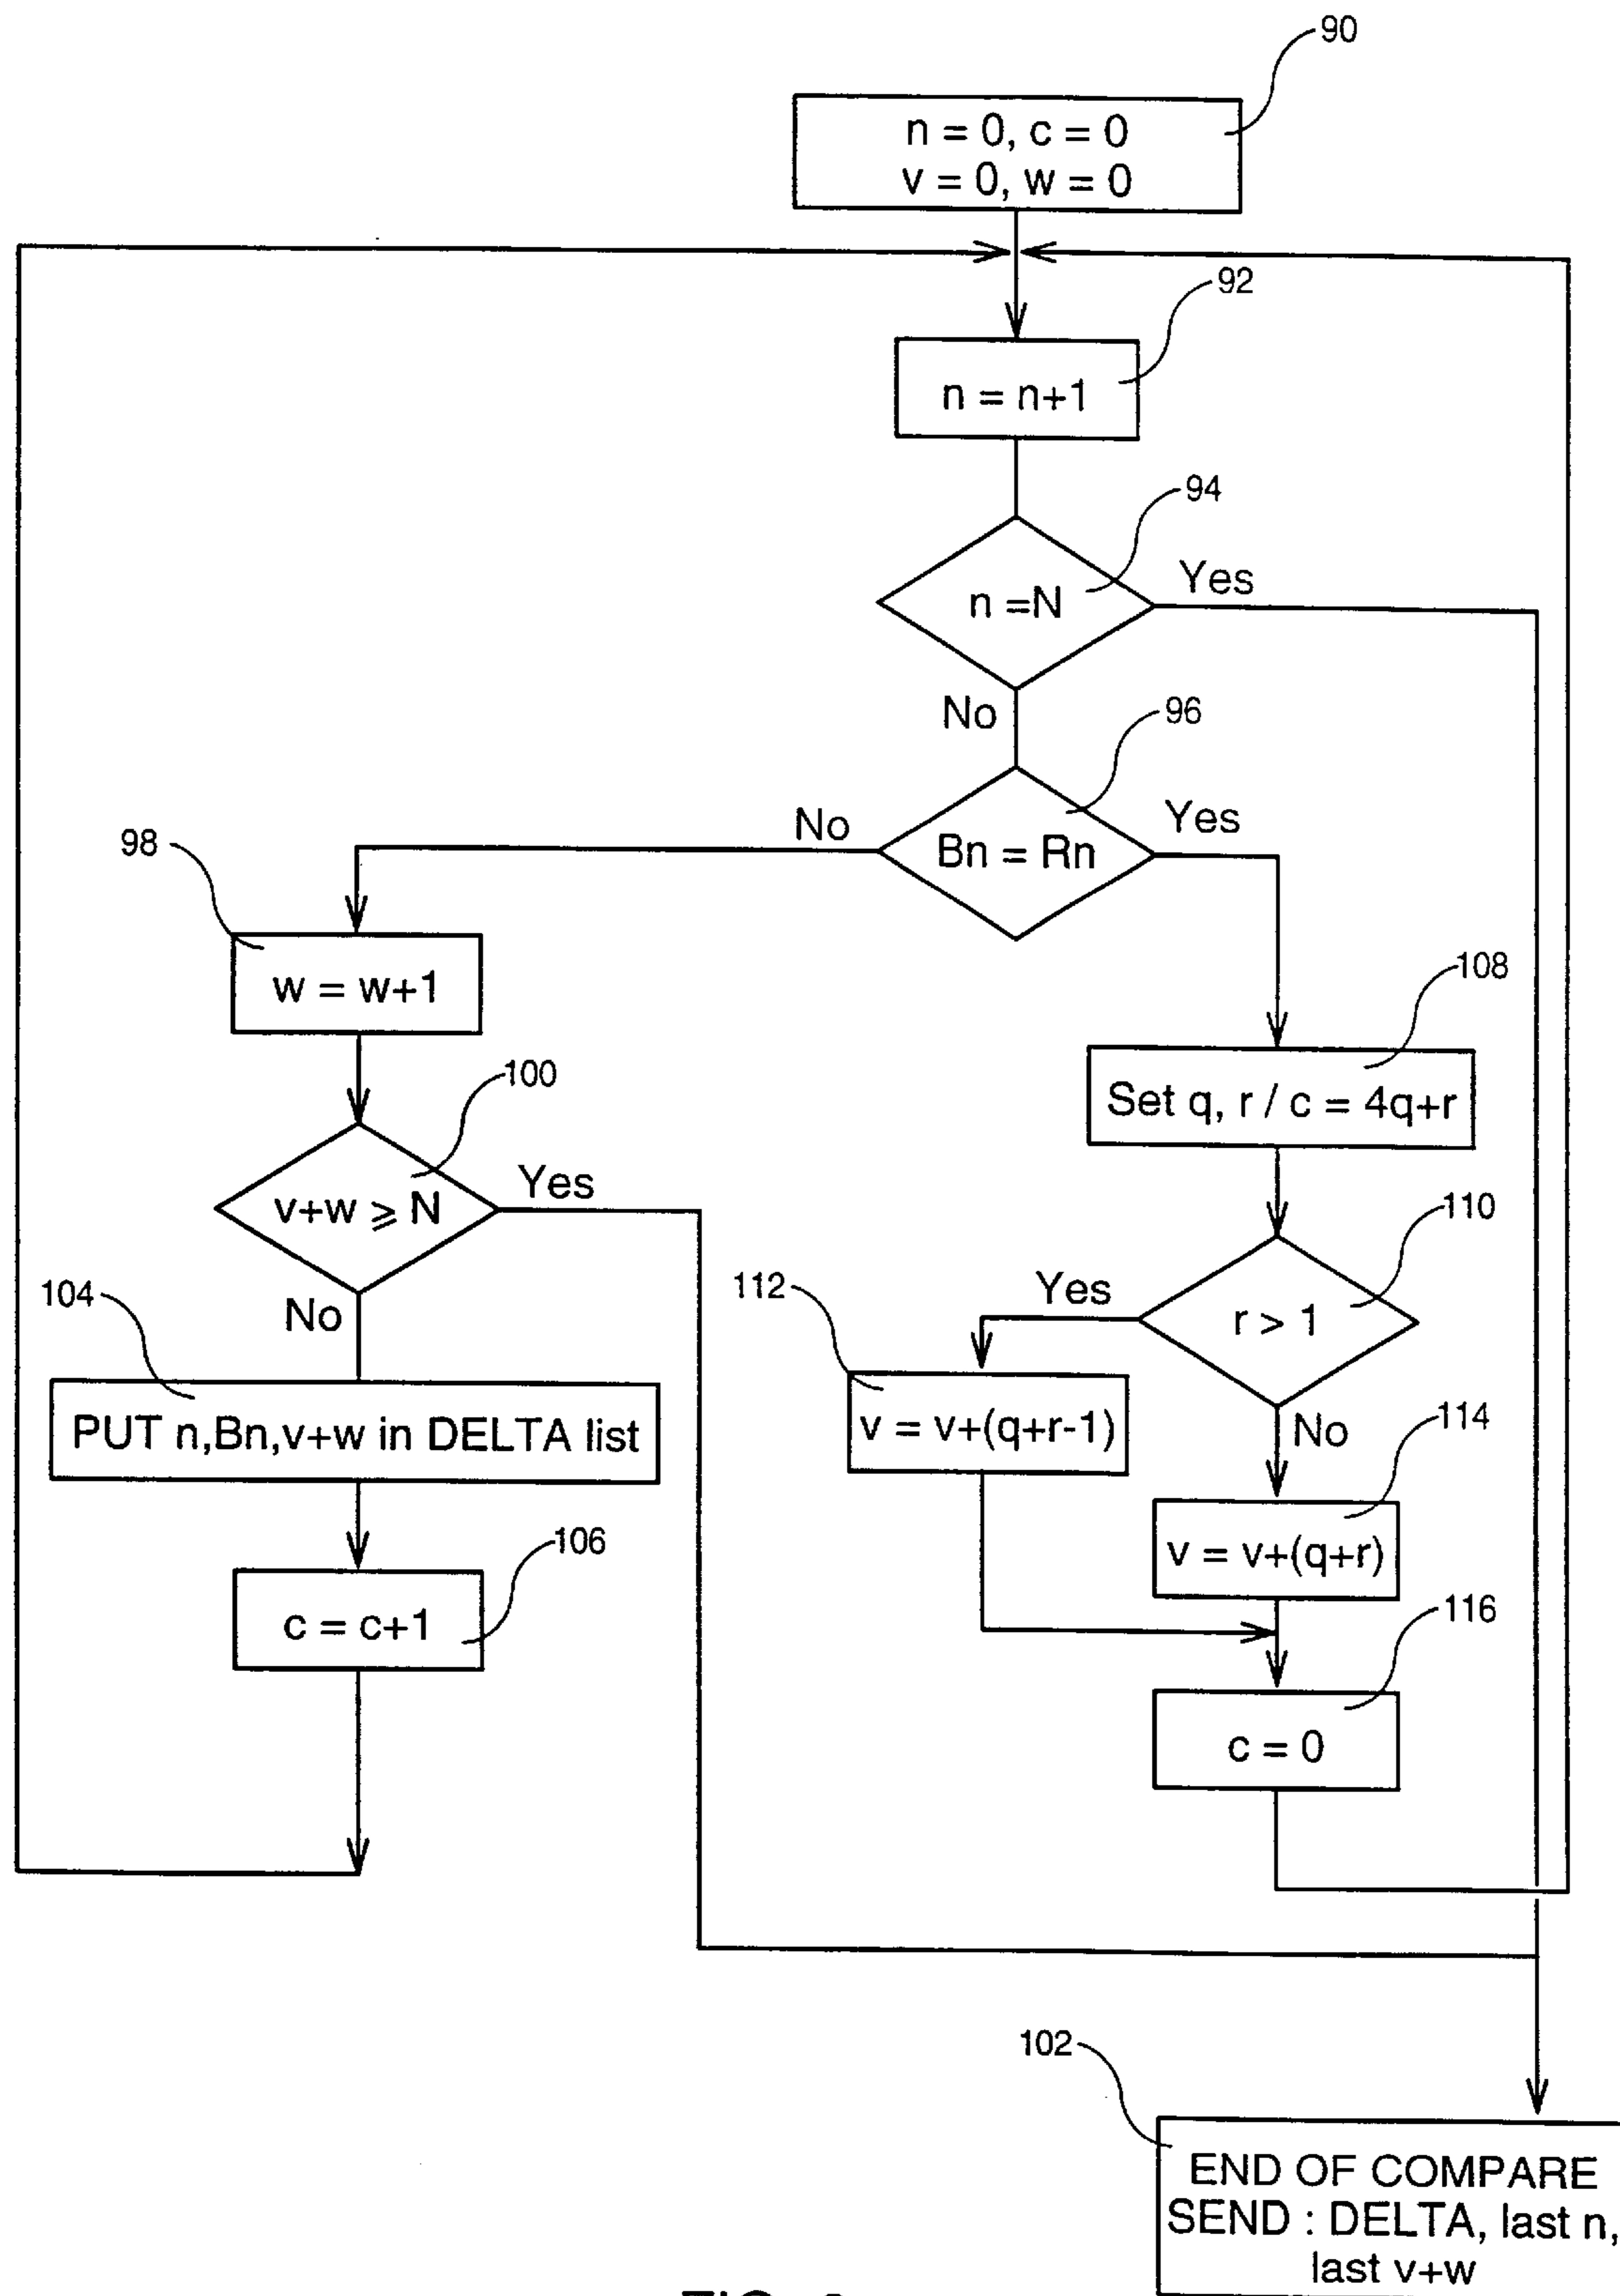 90
n = 0, c = 0
v = 0, w = 0
92
n = n+1
94
n =N
Yes
No
96
Bn = Rn
No
Yes
98
w = w+1
108
Set q, r / c = 4q+r
100
v+w ⩾ N
Yes
No
110
r > 1
Yes
No
112
v = v+(q+r-1)
104
PUT n,Bn,v+w in DELTA list
114
v = v+(q+r)
106
c = c+1
116
c = 0
102
END OF COMPARE
SEND : DELTA, last n,
last v+w